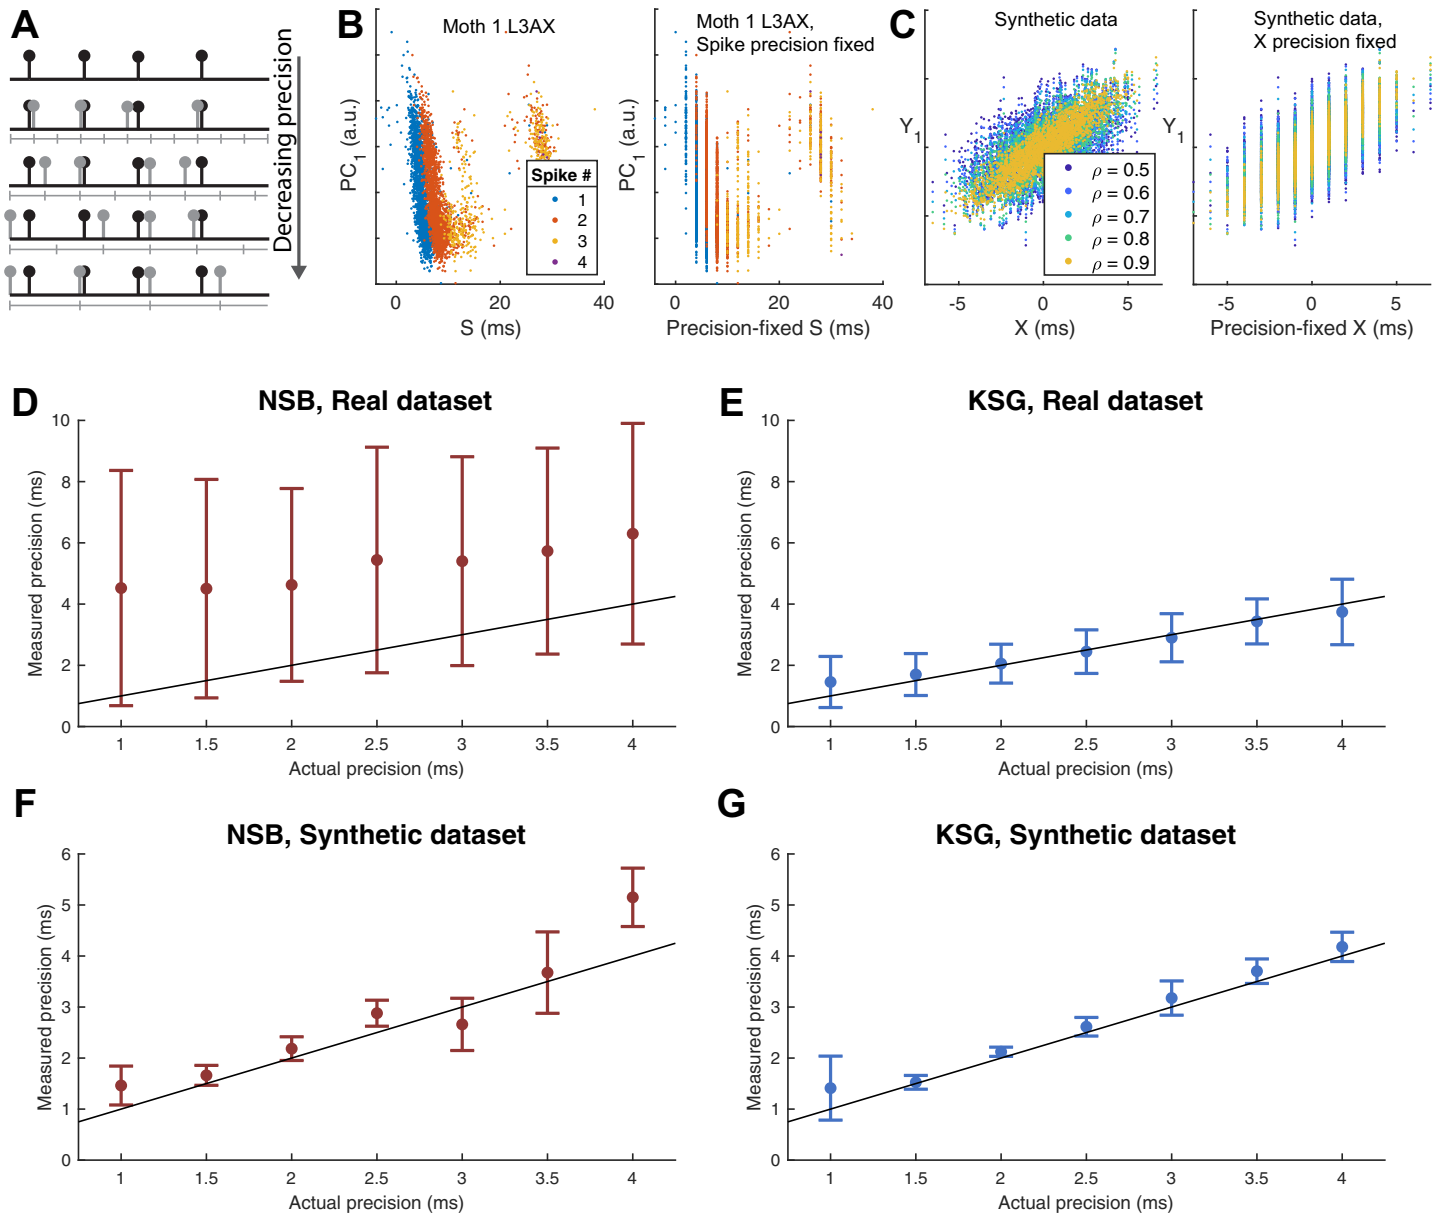 A
Decreasing precision
B
Moth 1 L3AX
PC1 (a.u.)
Spike #
1
2
3
4
0
20
40
S (ms)
Moth 1 L3AX,
Spike precision fixed
PC1 (a.u.)
0
20
40
Precision-fixed S (ms)
C
Synthetic data
Y1
ρ = 0.5
ρ = 0.6
ρ = 0.7
ρ = 0.8
ρ = 0.9
-5
0
5
X (ms)
Synthetic data,
X precision fixed
Y1
-5
0
5
Precision-fixed X (ms)
D
NSB, Real dataset
Measured precision (ms)
10
8
6
4
2
0
1
1.5
2
2.5
3
3.5
4
Actual precision (ms)
E
KSG, Real dataset
Measured precision (ms)
10
8
6
4
2
0
1
1.5
2
2.5
3
3.5
4
Actual precision (ms)
F
NSB, Synthetic dataset
Measured precision (ms)
6
5
4
3
2
1
0
1
1.5
2
2.5
3
3.5
4
Actual precision (ms)
G
KSG, Synthetic dataset
Measured precision (ms)
6
5
4
3
2
1
0
1
1.5
2
2.5
3
3.5
4
Actual precision (ms)